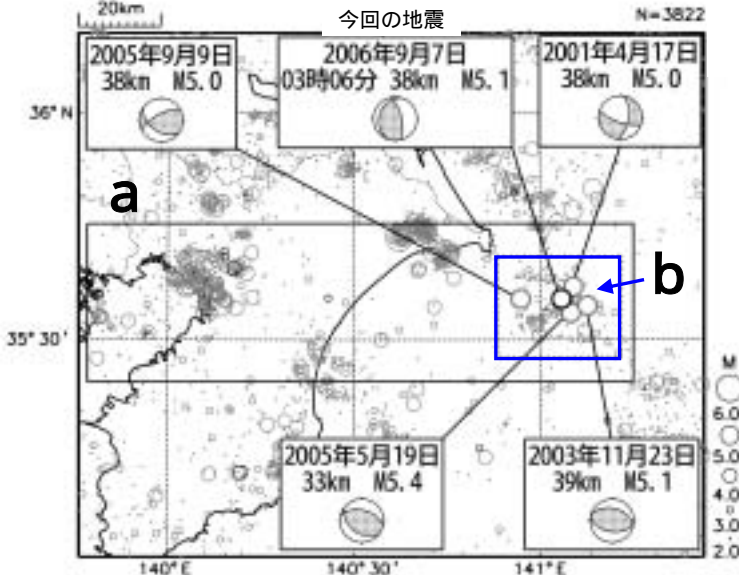 20km
今回の地震
N=3822
2005年9月9日
38km M5.0
2006年9月7日
03時06分 38km M5.1
2001年4月17日
38km M5.0
36°N
a
b
35°30'
M
6.0
5.0
4.0
3.0
2.0
2005年5月19日
33km M5.4
2003年11月23日
39km M5.1
140°E
140°30'
141°E